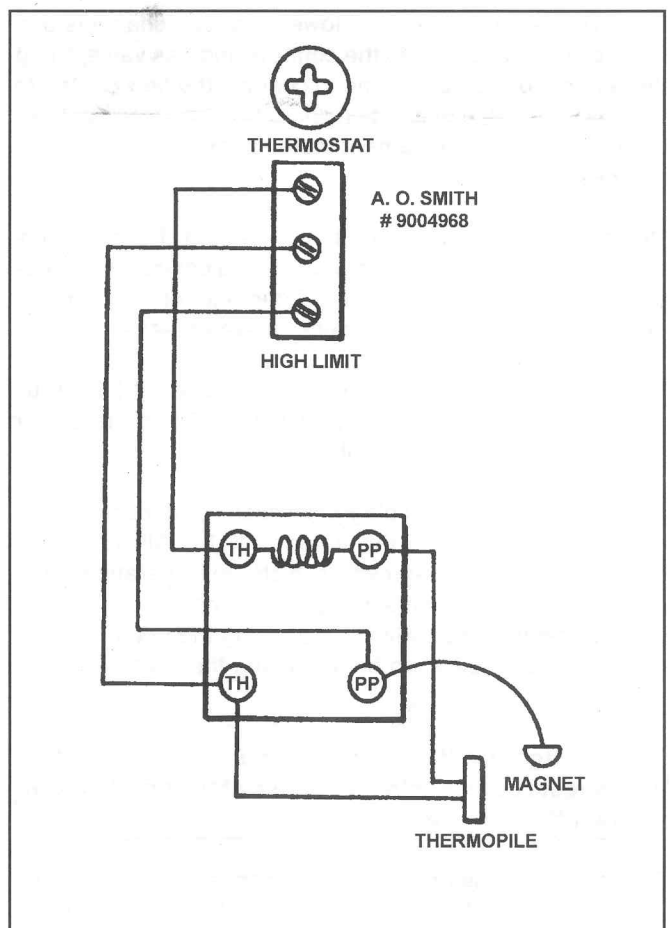 THERMOSTAT
A. O. SMITH
# 9004968
HIGH LIMIT
TH
PP
TH
PP
MAGNET
THERMOPILE